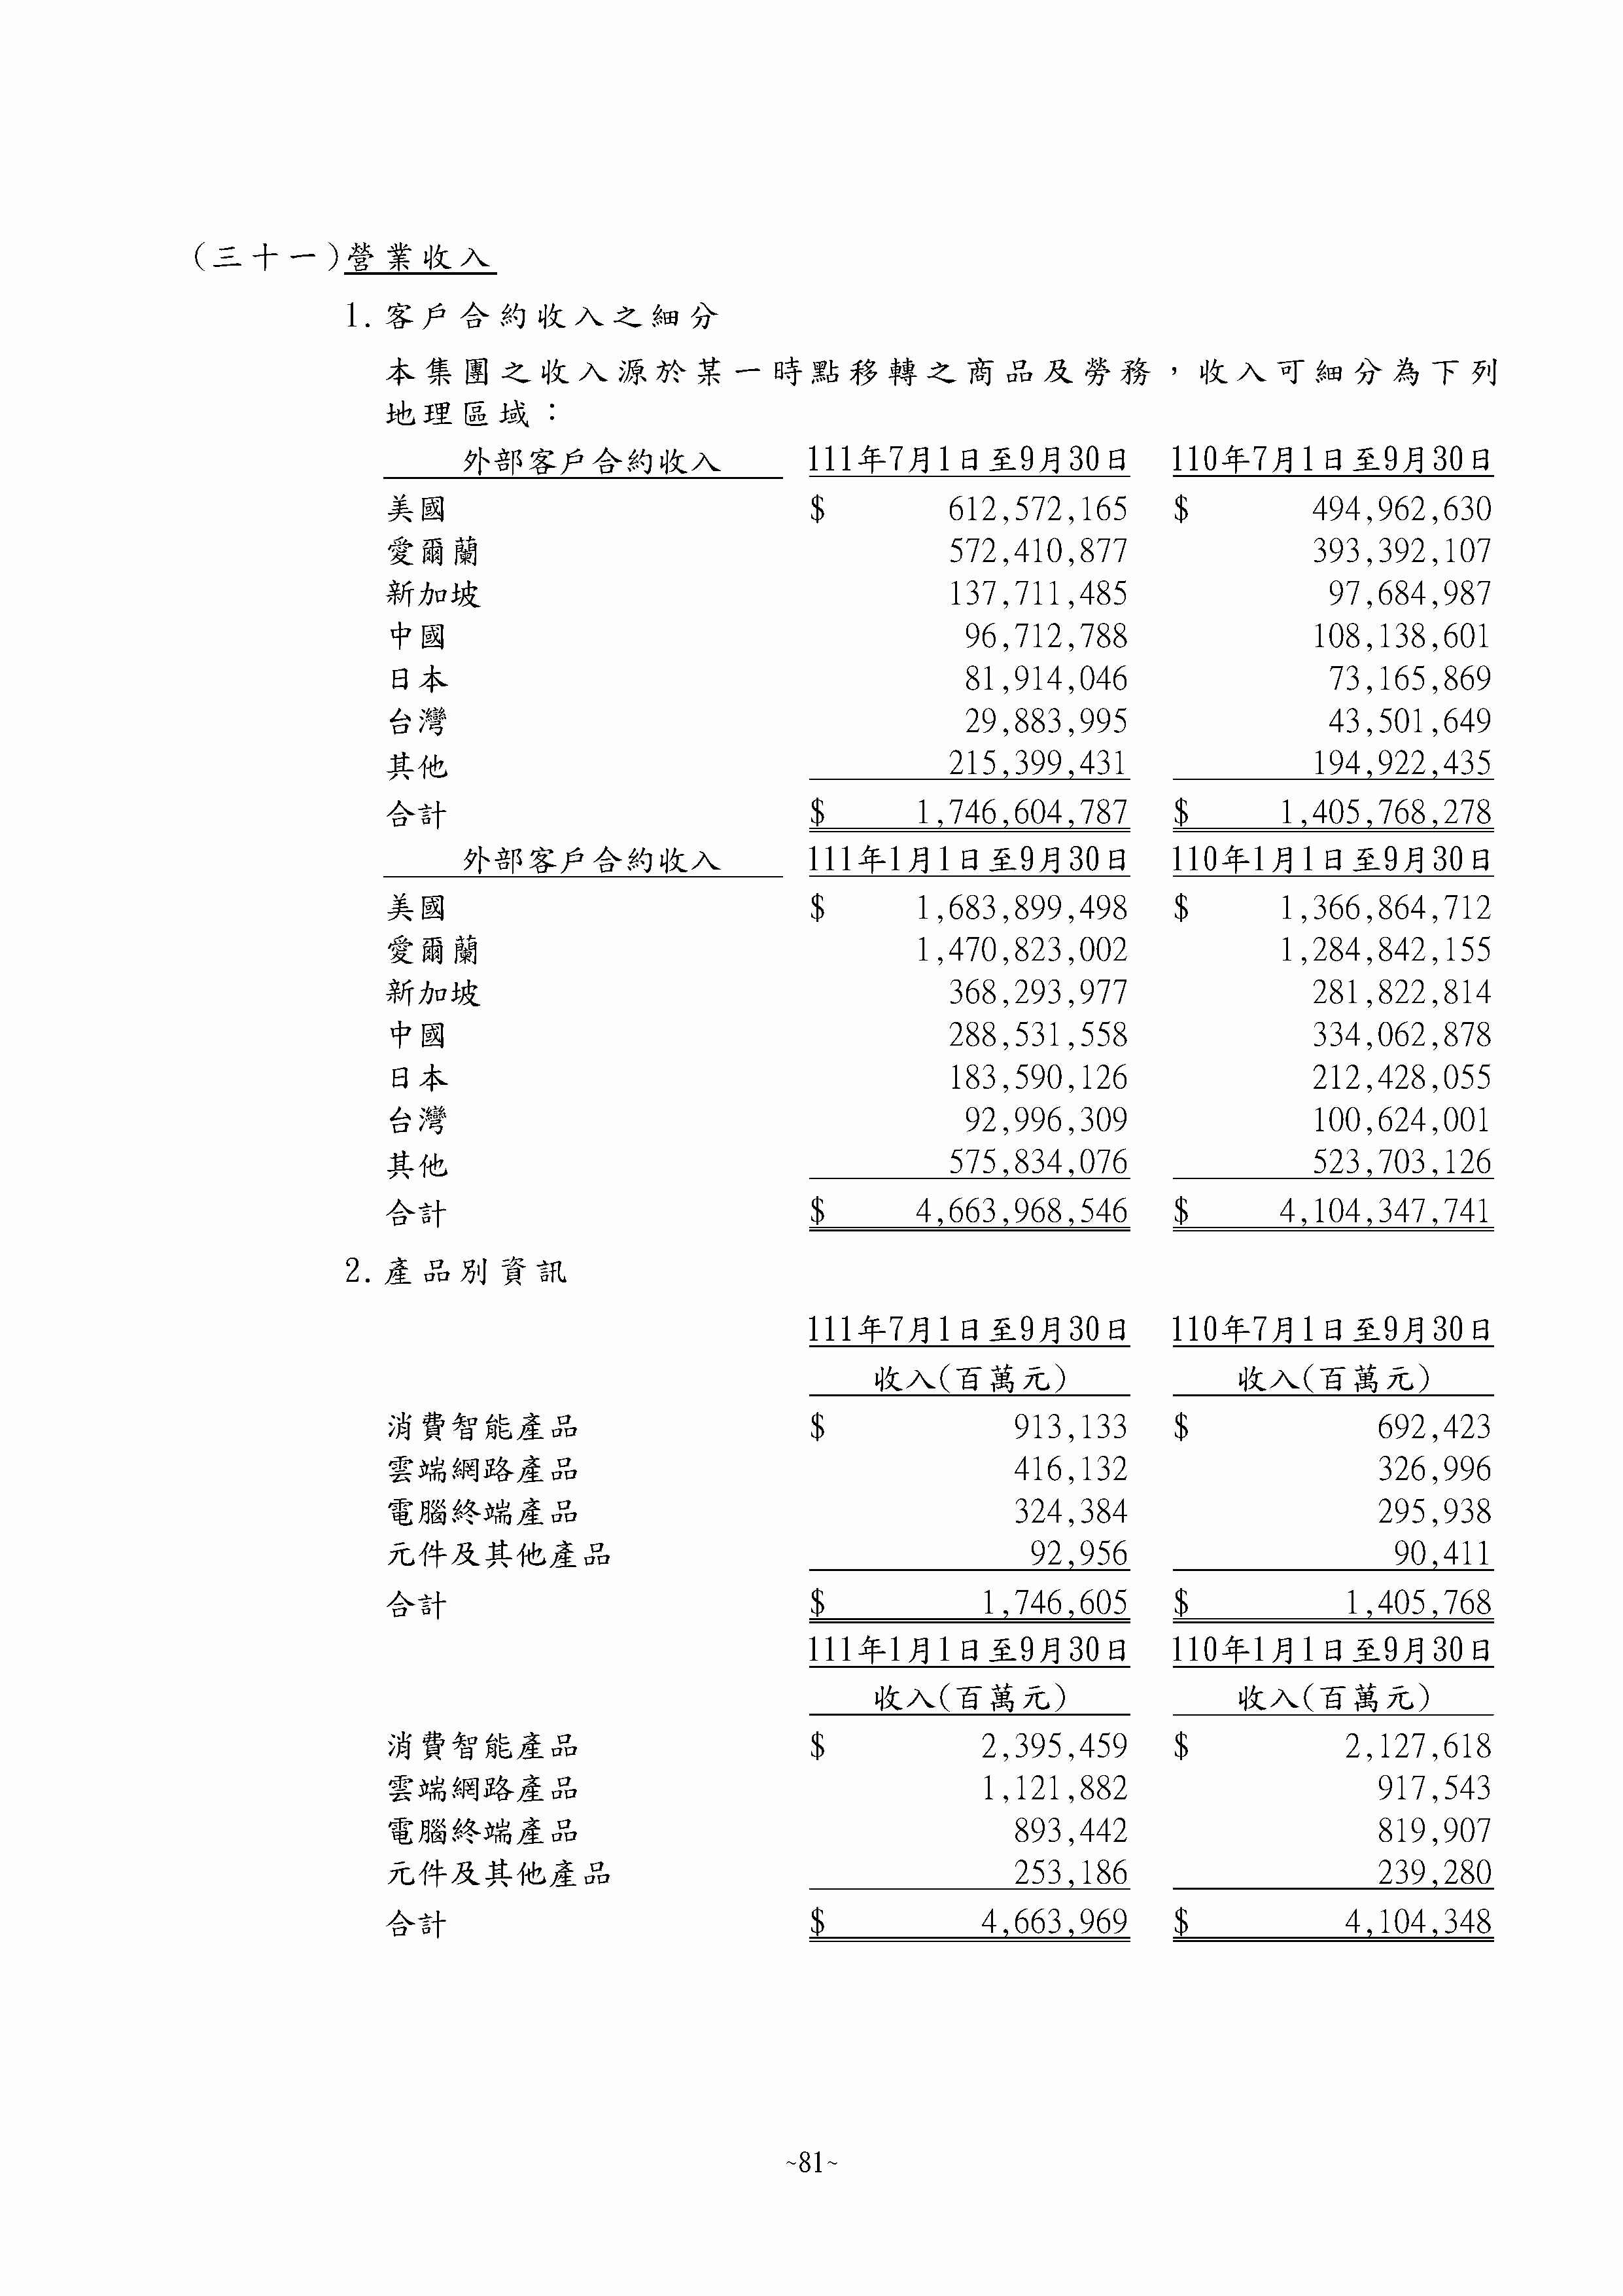 (三十一)營業收入
1.客戶合約收入之細分
本集團之收入源於某一時點移轉之商品及勞務，收入可細分為下列
地理區域：
外部客戶合約收入 111年7月1日至9月30日 110年7月1日至9月30日
美國 $ 612,572,165 $ 494,962,630
愛爾蘭 572,410,877 393,392,107
新加坡 137,711,485 97,684,987
中國 96,712,788 108,138,601
日本 81,914,046 73,165,869
台灣 29,883,995 43,501,649
其他 215,399,431 194,922,435
合計 $ 1,746,604,787 $ 1,405,768,278
外部客戶合約收入 111年1月1日至9月30日 110年1月1日至9月30日
美國 $ 1,683,899,498 $ 1,366,864,712
愛爾蘭 1,470,823,002 1,284,842,155
新加坡 368,293,977 281,822,814
中國 288,531,558 334,062,878
日本 183,590,126 212,428,055
台灣 92,996,309 100,624,001
其他 575,834,076 523,703,126
合計 $ 4,663,968,546 $ 4,104,347,741
2.產品別資訊
111年7月1日至9月30日 110年7月1日至9月30日
收入(百萬元) 收入(百萬元)
消費智能產品 $ 913,133 $ 692,423
雲端網路產品 416,132 326,996
電腦終端產品 324,384 295,938
元件及其他產品 92,956 90,411
合計 $ 1,746,605 $ 1,405,768
111年1月1日至9月30日 110年1月1日至9月30日
收入(百萬元) 收入(百萬元)
消費智能產品 $ 2,395,459 $ 2,127,618
雲端網路產品 1,121,882 917,543
電腦終端產品 893,442 819,907
元件及其他產品 253,186 239,280
合計 $ 4,663,969 $ 4,104,348
~81~